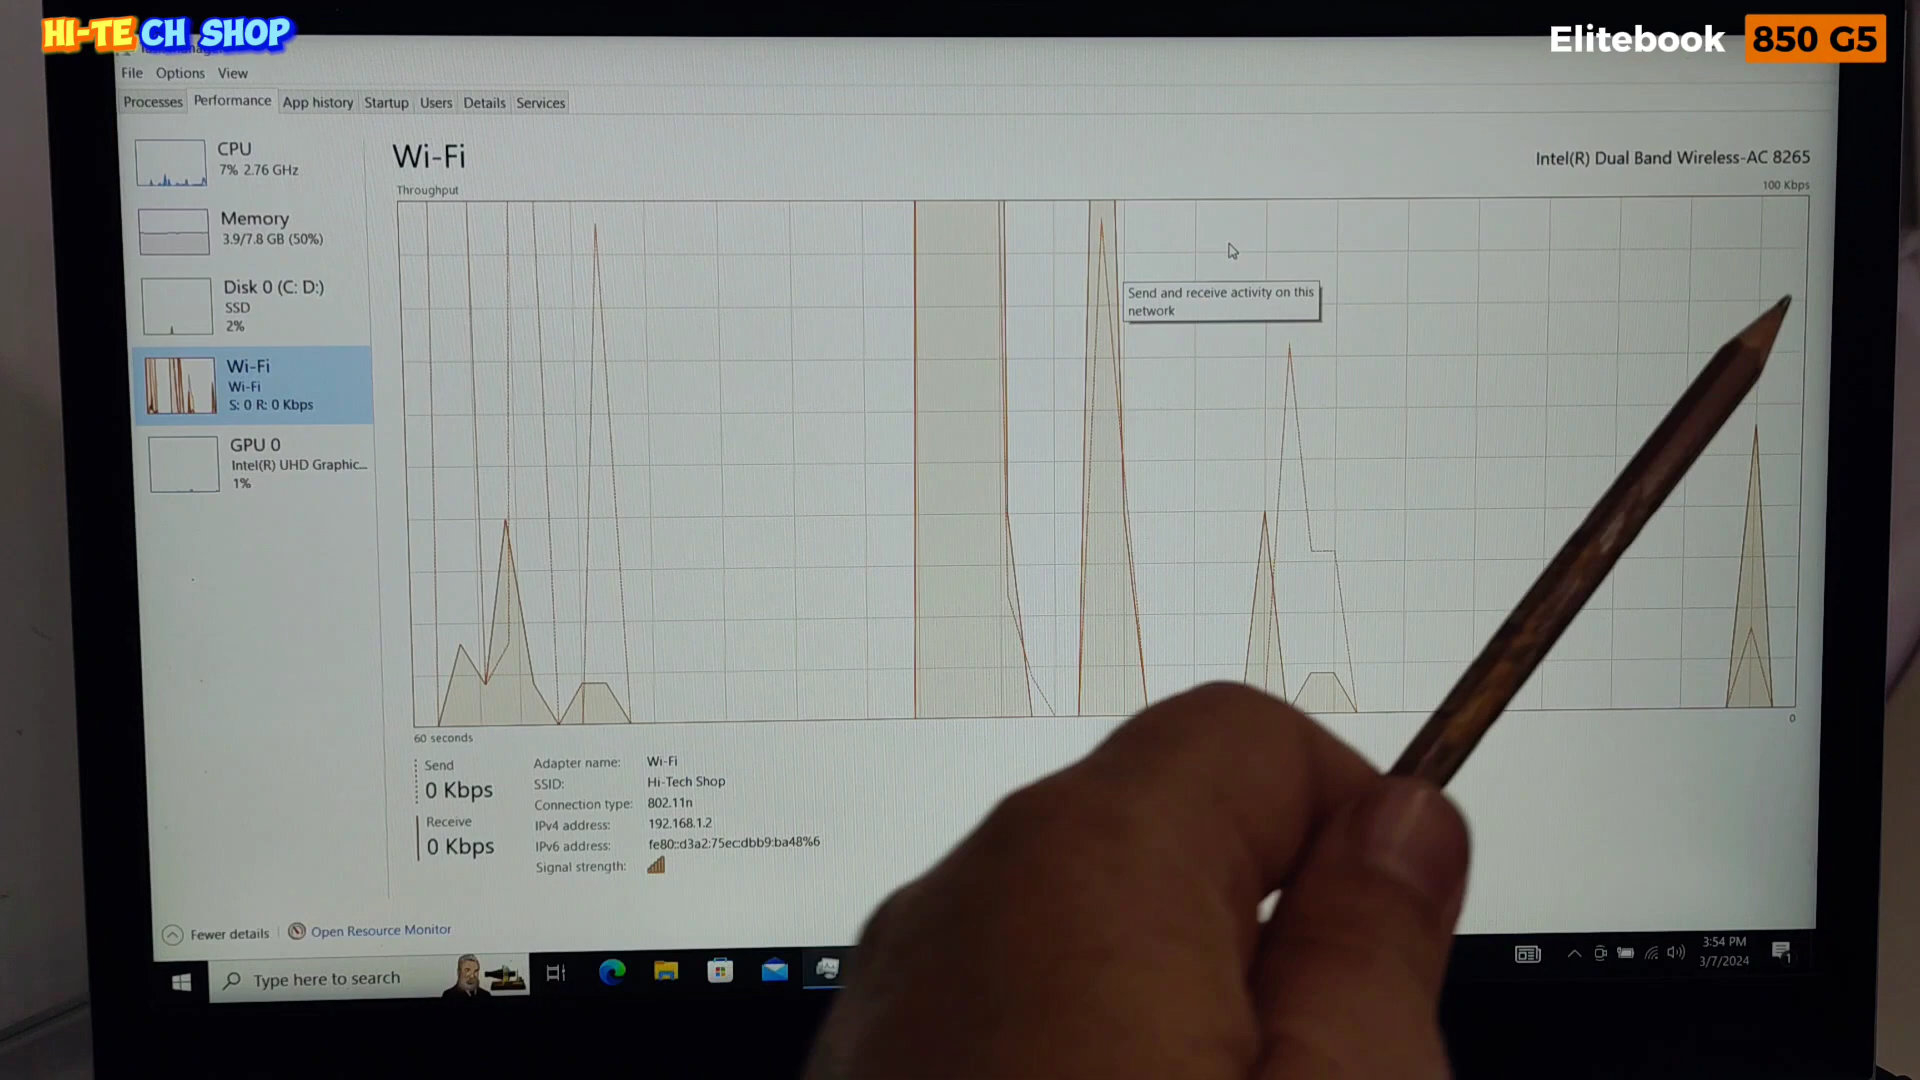 HI-TECH SHOP
Elitebook 850 G5
File Options View
Processes Performance App history Startup Users Details Services
CPU
7% 2.76 GHz
Memory
3.9/7.8 GB (50%)
Disk 0 (C: D:)
SSD
2%
Wi-Fi
Wi-Fi
S: 0 R: 0 Kbps
GPU 0
Intel(R) UHD Graphic...
1%
Wi-Fi
Intel(R) Dual Band Wireless-AC 8265
Throughput
100 Kbps
Send and receive activity on this
network
60 seconds
0
Send
0 Kbps
Receive
0 Kbps
Adapter name: Wi-Fi
SSID: Hi-Tech Shop
Connection type: 802.11n
IPv4 address: 192.168.1.2
IPv6 address: fe80::d3a2:75ec:dbb9:ba48%6
Signal strength:
Fewer details
Open Resource Monitor
Type here to search
3:54 PM
3/7/2024
1